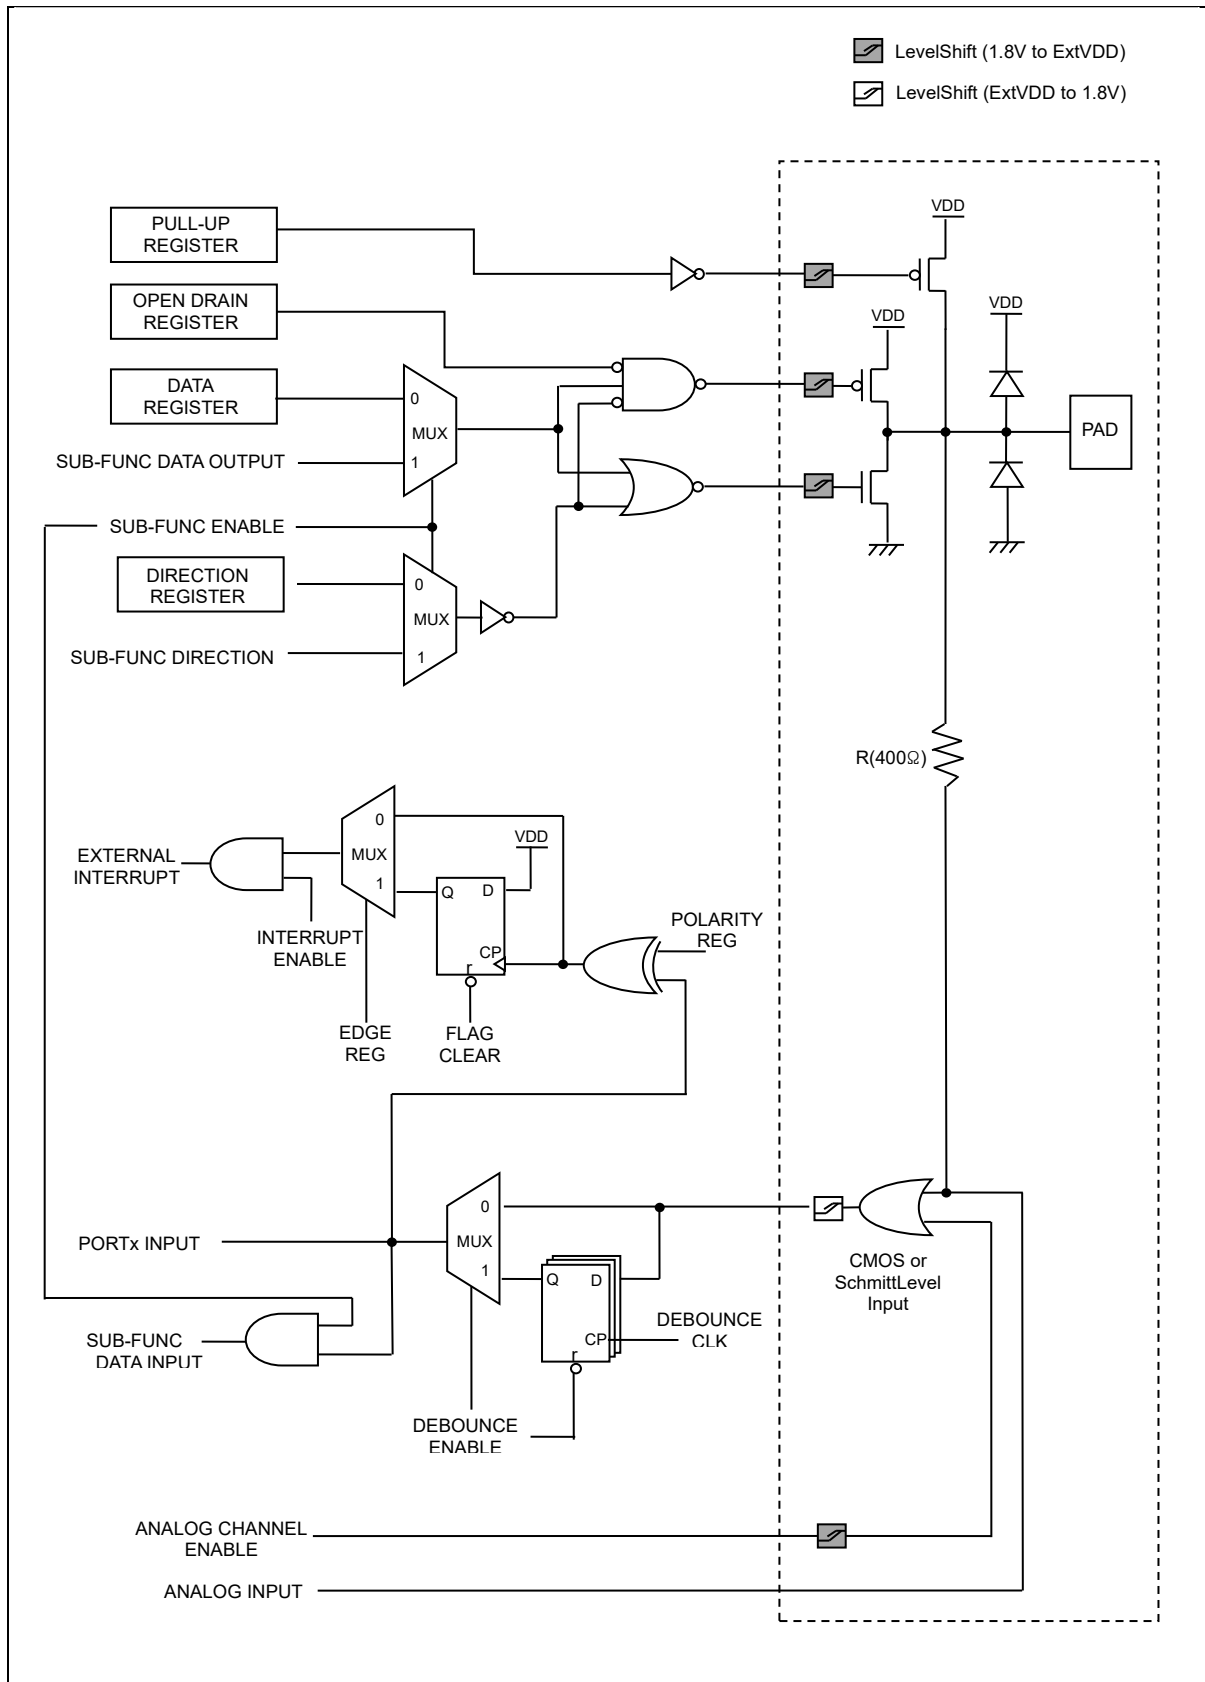 LevelShift (1.8V to ExtVDD)
LevelShift (ExtVDD to 1.8V)
VDD
PULL-UP
REGISTER
OPEN DRAIN
REGISTER
VDD
VDD
DATA
REGISTER
0
MUX
1
PAD
SUB-FUNC DATA OUTPUT
SUB-FUNC ENABLE
DIRECTION
REGISTER
0
MUX
1
SUB-FUNC DIRECTION
R(400Ω)
0
MUX
1
VDD
EXTERNAL
INTERRUPT
Q
D
CP
r
POLARITY
REG
INTERRUPT
ENABLE
EDGE
REG
FLAG
CLEAR
0
MUX
1
PORTx INPUT
CMOS or
SchmittLevel
Input
Q
D
CP
r
DEBOUNCE
CLK
SUB-FUNC
DATA INPUT
DEBOUNCE
ENABLE
ANALOG CHANNEL
ENABLE
ANALOG INPUT